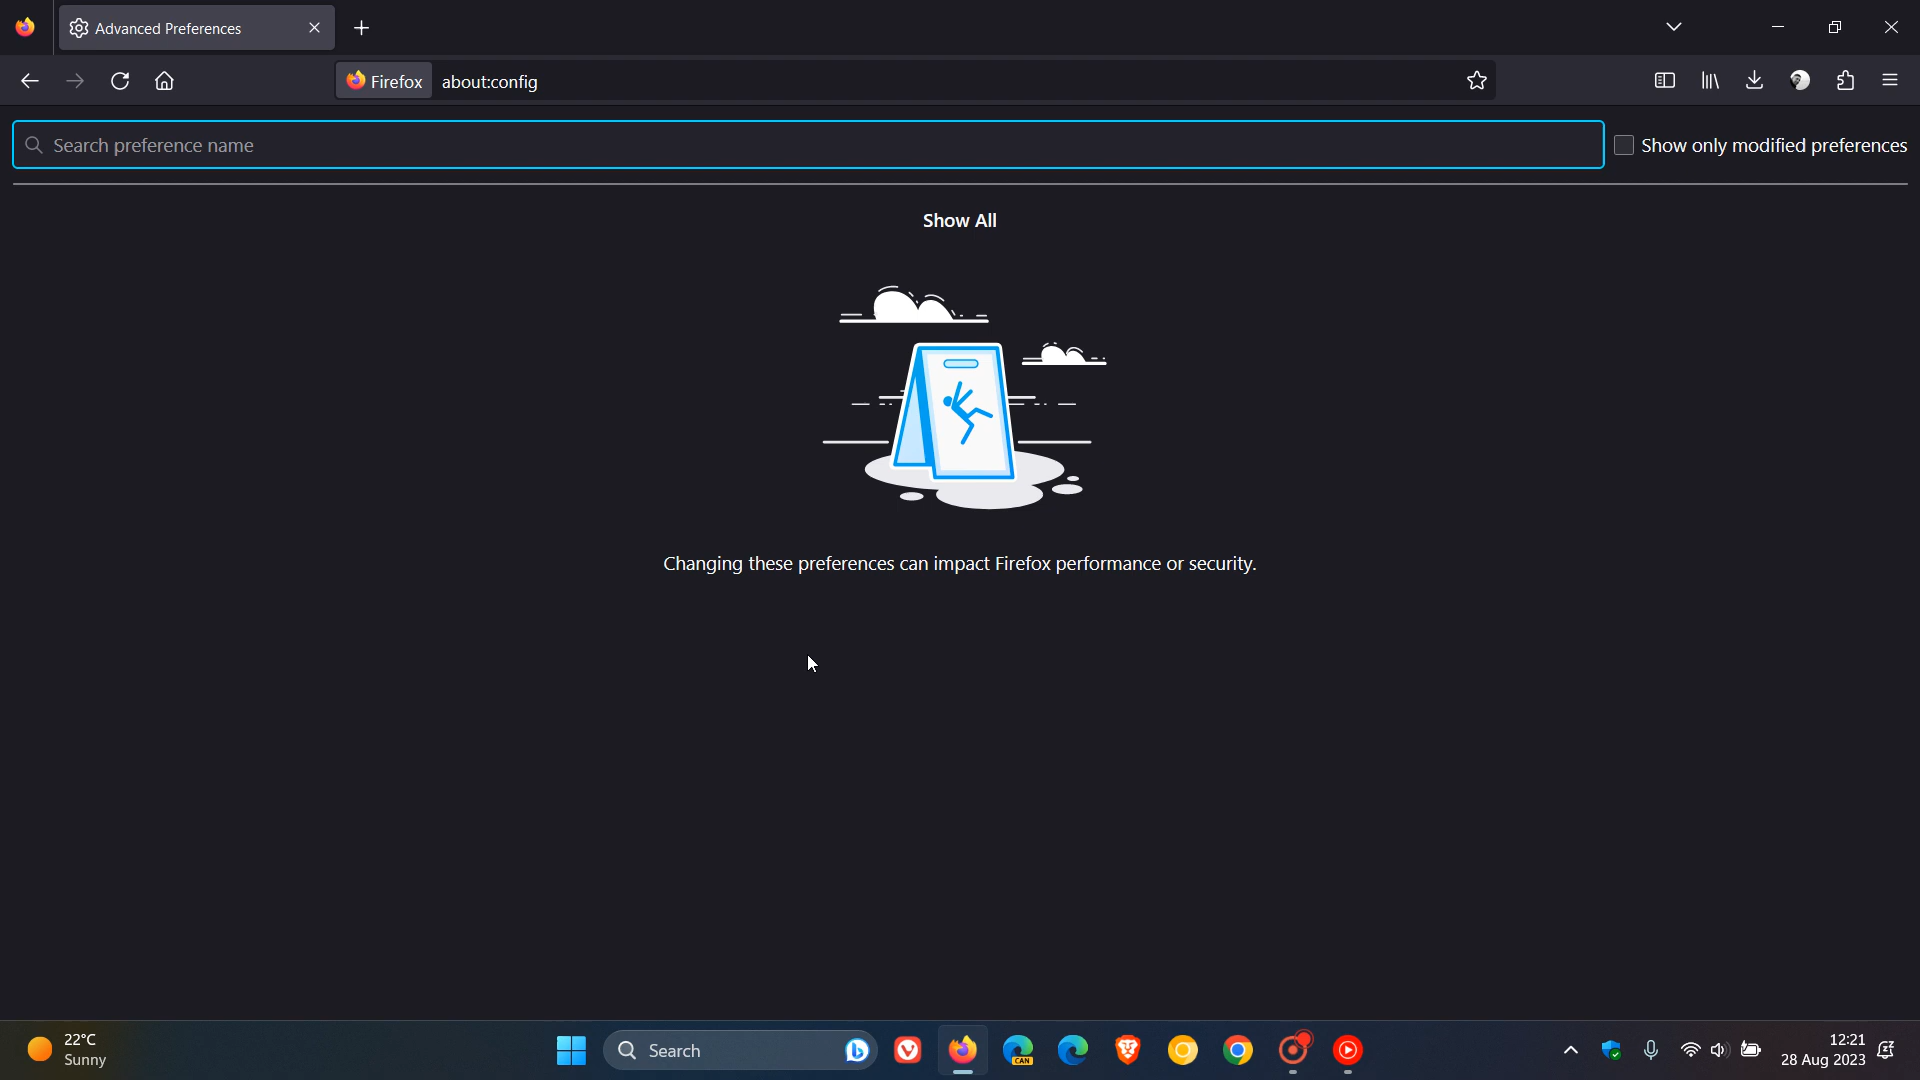 Advanced Preferences
Firefox about:config
Search preference name
Show only modified preferences
Show All
Changing these preferences can impact Firefox performance or security.
22°C
Sunny
Search
CAN
12:21
28 Aug 2023